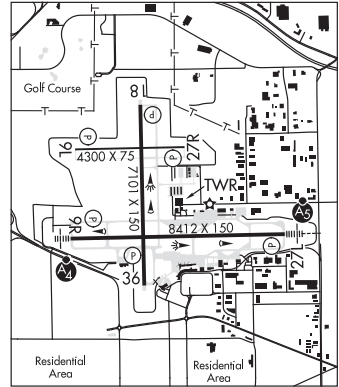 Golf Course
18
P
P
9L
4300 X 75
27R
P
TWR
7101 X 150
A5
9R
P
8412 X 150
P
27L
P
A4
36
Residential
Area
Residential
Area